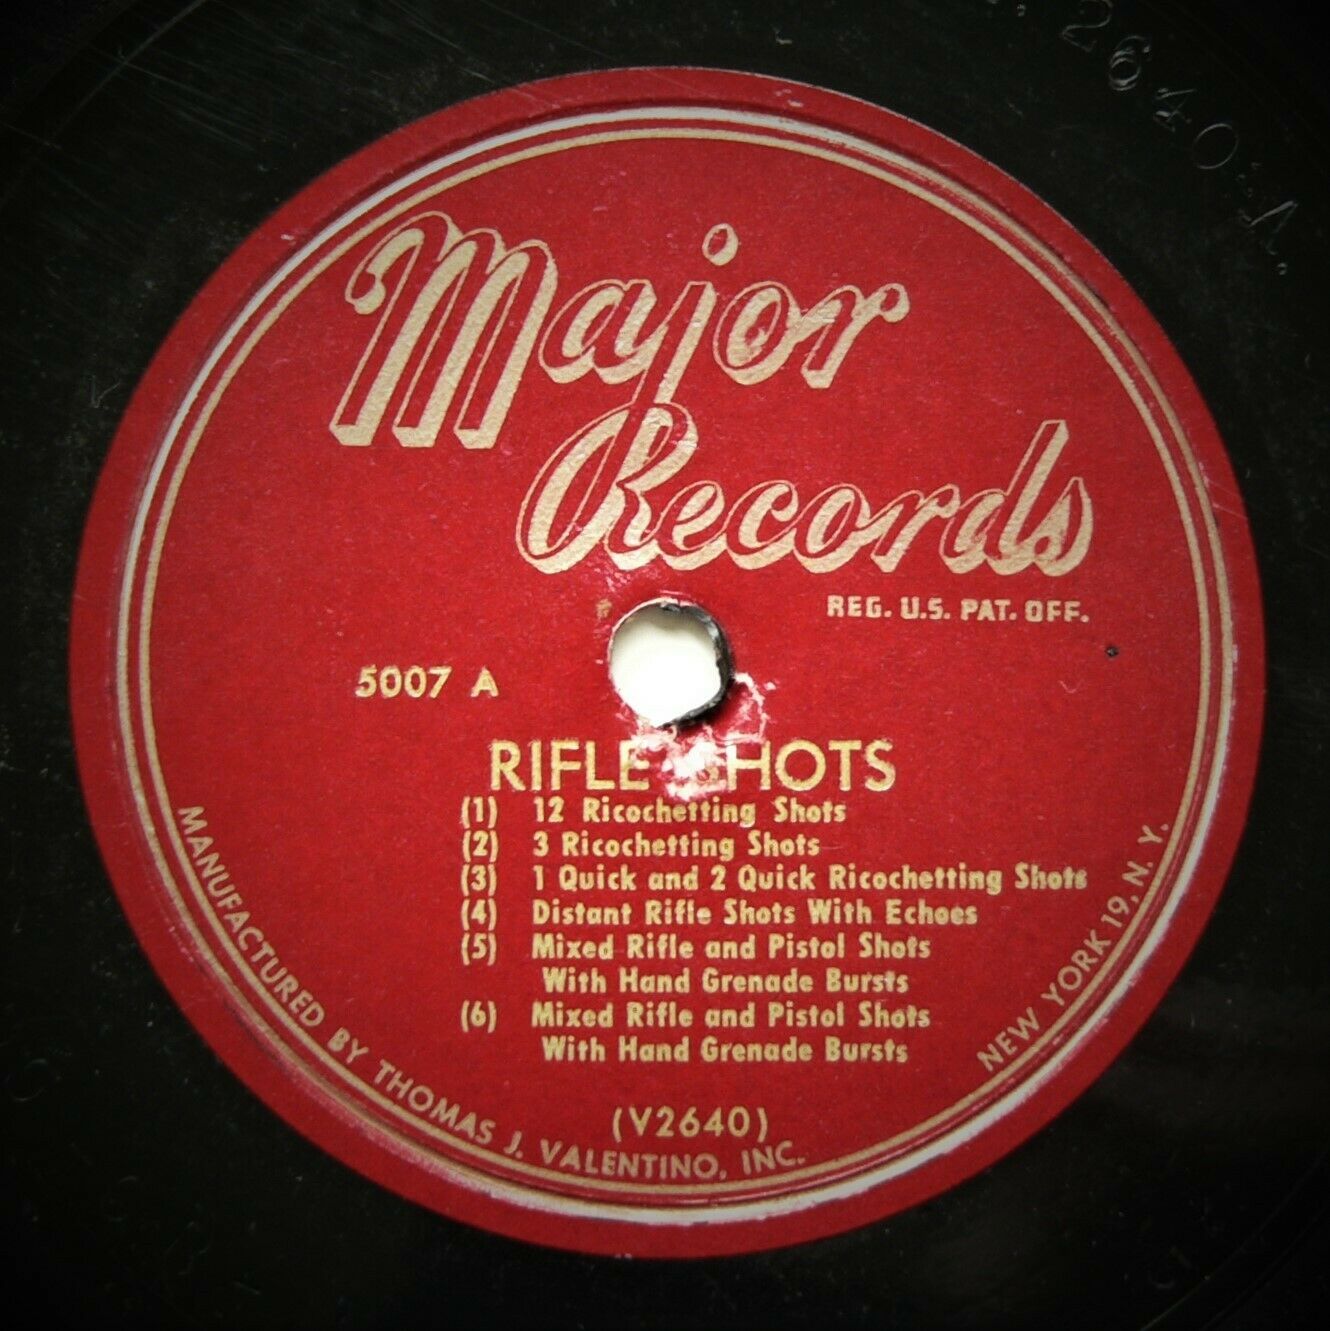 2640-A.
Major
Records
REG. U.S. PAT. OFF.
5007 A
RIFLE SHOTS
(1) 12 Ricochetting Shots
(2) 3 Ricochetting Shots
(3) 1 Quick and 2 Quick Ricochetting Shots
(4) Distant Rifle Shots With Echoes
(5) Mixed Rifle and Pistol Shots
With Hand Grenade Bursts
(6) Mixed Rifle and Pistol Shots
With Hand Grenade Bursts
(V2640)
MANUFACTURED BY THOMAS J. VALENTINO, INC. NEW YORK 19, N. Y.